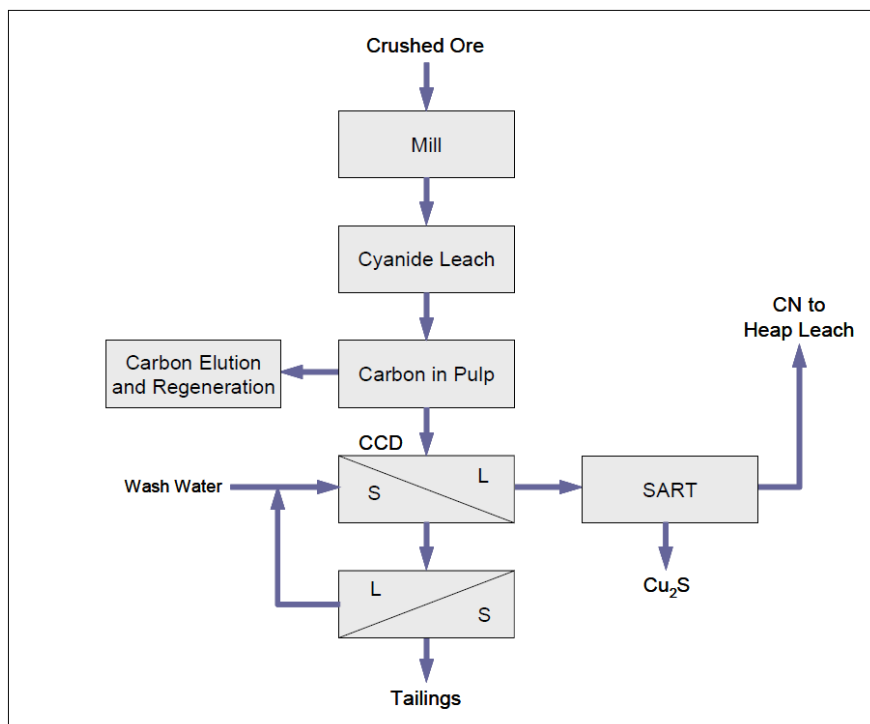 Crushed Ore
Mill
Cyanide Leach
CN to
Heap Leach
Carbon Elution
and Regeneration
Carbon in Pulp
CCD
Wash Water
S
L
SART
L
S
Cu₂S
Tailings